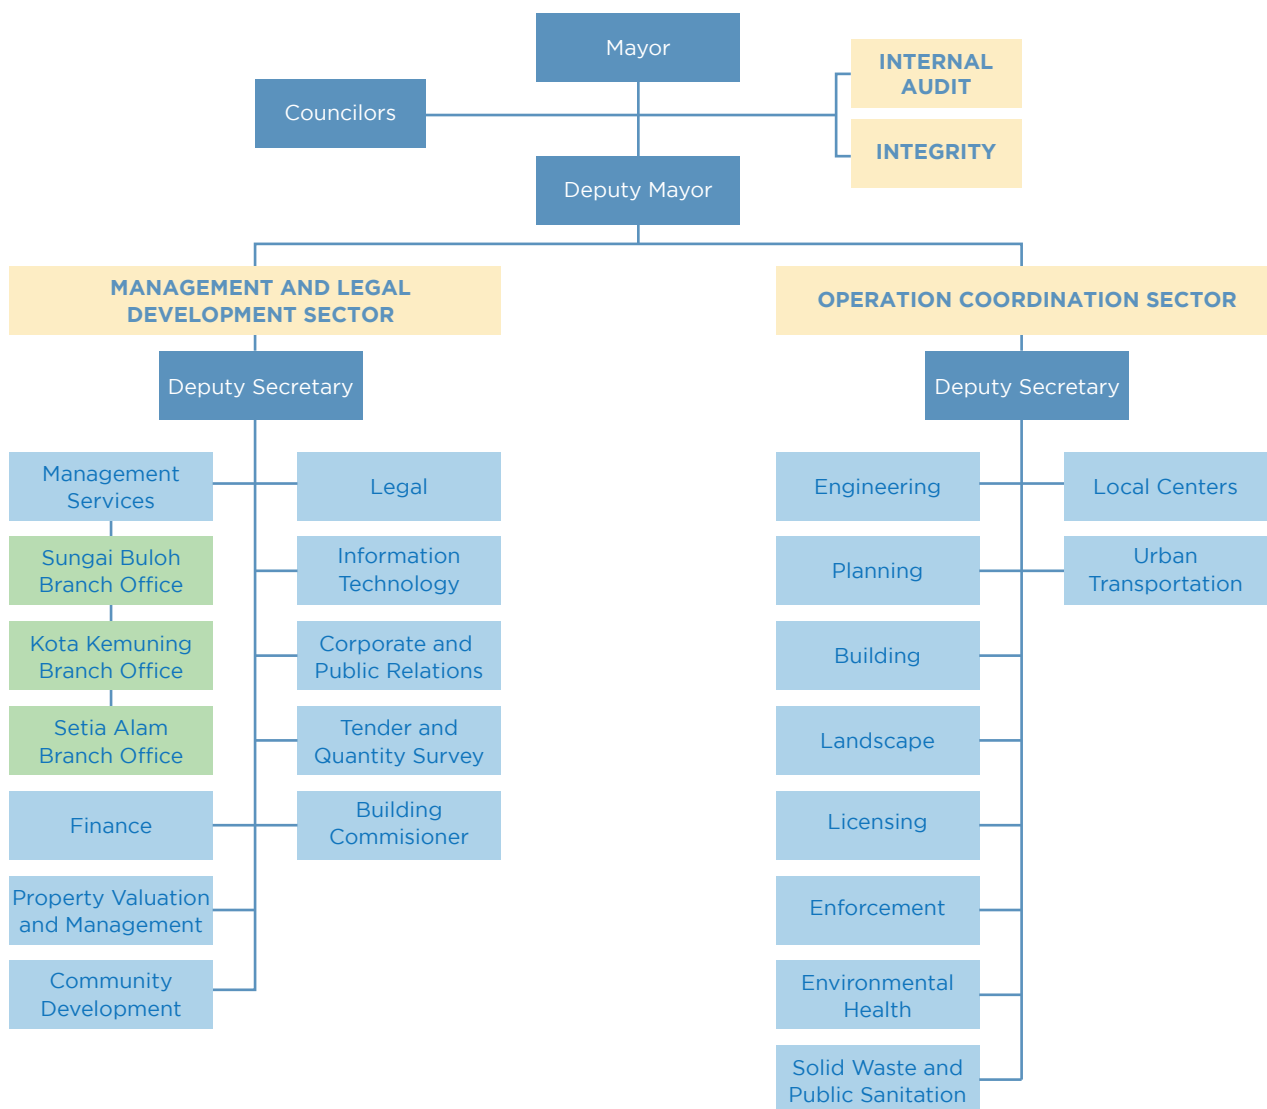 Mayor
INTERNAL
AUDIT
Councilors
INTEGRITY
Deputy Mayor
MANAGEMENT AND LEGAL
DEVELOPMENT SECTOR
Deputy Secretary
Management
Services
Sungai Buloh
Branch Office
Kota Kemuning
Branch Office
Setia Alam
Branch Office
Finance
Property Valuation
and Management
Community
Development
Legal
Information
Technology
Corporate and
Public Relations
Tender and
Quantity Survey
Building
Commisioner
OPERATION COORDINATION SECTOR
Deputy Secretary
Engineering
Planning
Building
Landscape
Licensing
Enforcement
Environmental
Health
Solid Waste and
Public Sanitation
Local Centers
Urban
Transportation